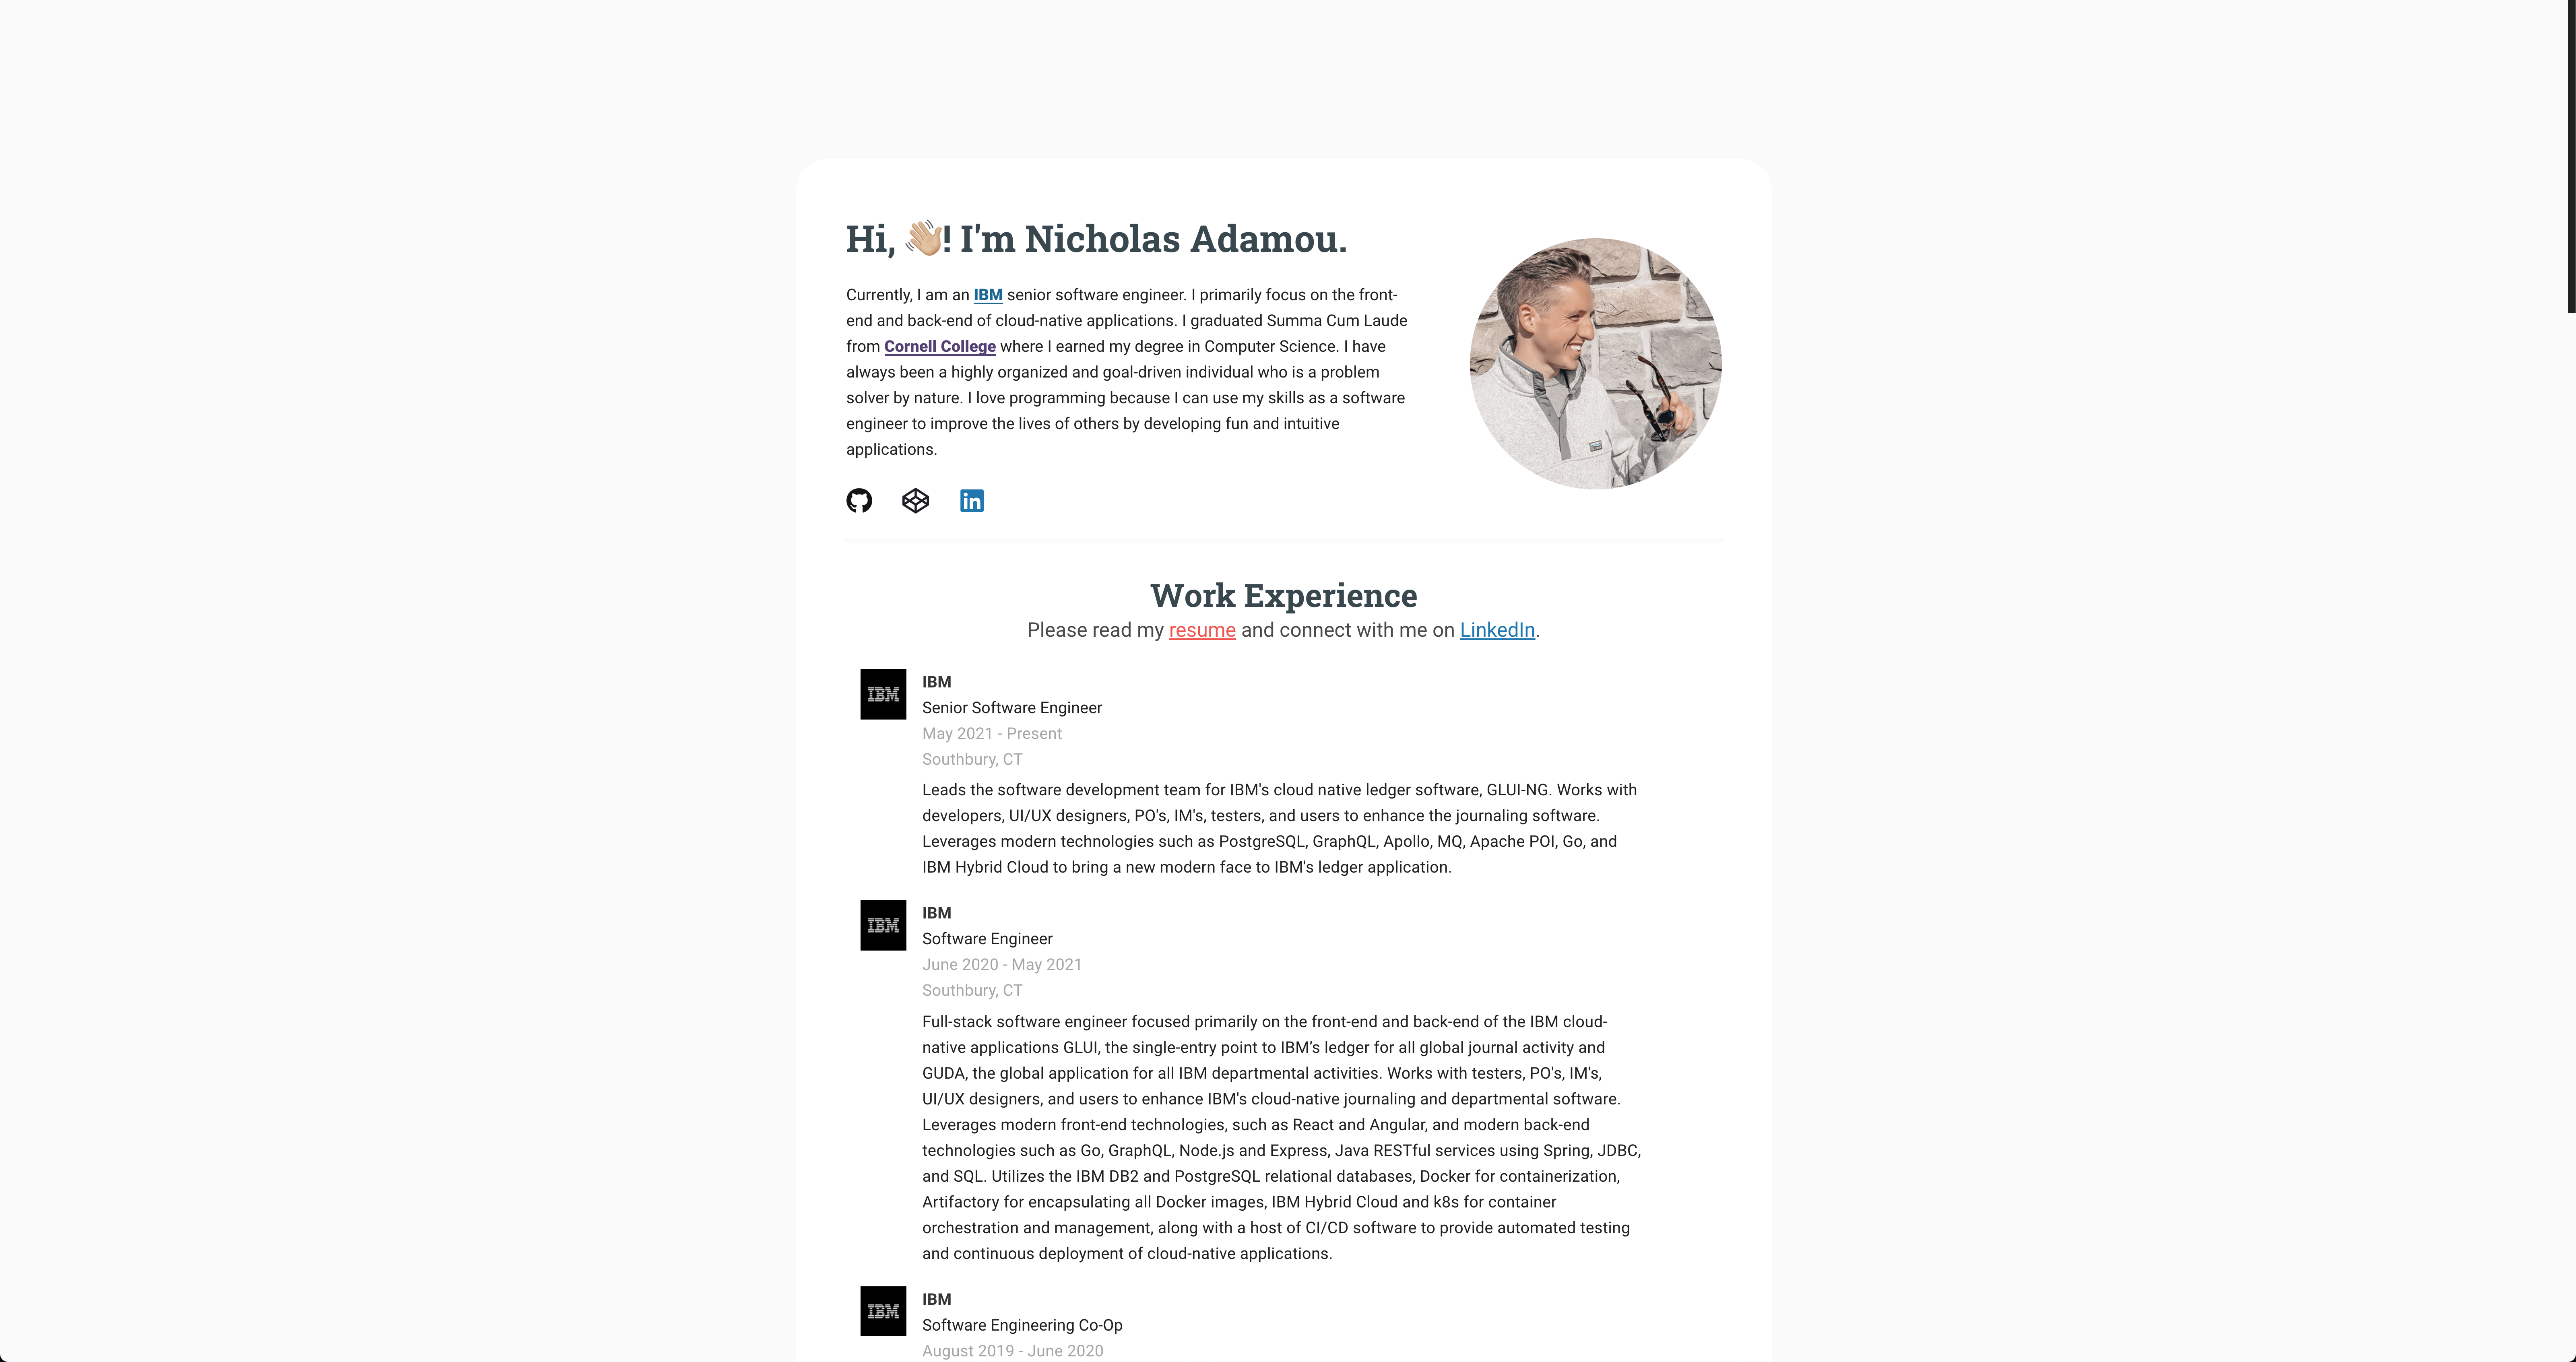 Hi, 👋🏼! I'm Nicholas Adamou.
Currently, I am an IBM senior software engineer. I primarily focus on the front-
end and back-end of cloud-native applications. I graduated Summa Cum Laude
from Cornell College where I earned my degree in Computer Science. I have
always been a highly organized and goal-driven individual who is a problem
solver by nature. I love programming because I can use my skills as a software
engineer to improve the lives of others by developing fun and intuitive
applications.
in
Work Experience
Please read my resume and connect with me on LinkedIn.
IBM
IBM
Senior Software Engineer
May 2021 - Present
Southbury, CT
Leads the software development team for IBM's cloud native ledger software, GLUI-NG. Works with
developers, UI/UX designers, PO's, IM's, testers, and users to enhance the journaling software.
Leverages modern technologies such as PostgreSQL, GraphQL, Apollo, MQ, Apache POI, Go, and
IBM Hybrid Cloud to bring a new modern face to IBM's ledger application.
IBM
IBM
Software Engineer
June 2020 - May 2021
Southbury, CT
Full-stack software engineer focused primarily on the front-end and back-end of the IBM cloud-
native applications GLUI, the single-entry point to IBM’s ledger for all global journal activity and
GUDA, the global application for all IBM departmental activities. Works with testers, PO's, IM's,
UI/UX designers, and users to enhance IBM's cloud-native journaling and departmental software.
Leverages modern front-end technologies, such as React and Angular, and modern back-end
technologies such as Go, GraphQL, Node.js and Express, Java RESTful services using Spring, JDBC,
and SQL. Utilizes the IBM DB2 and PostgreSQL relational databases, Docker for containerization,
Artifactory for encapsulating all Docker images, IBM Hybrid Cloud and k8s for container
orchestration and management, along with a host of CI/CD software to provide automated testing
and continuous deployment of cloud-native applications.
IBM
IBM
Software Engineering Co-Op
August 2019 - June 2020